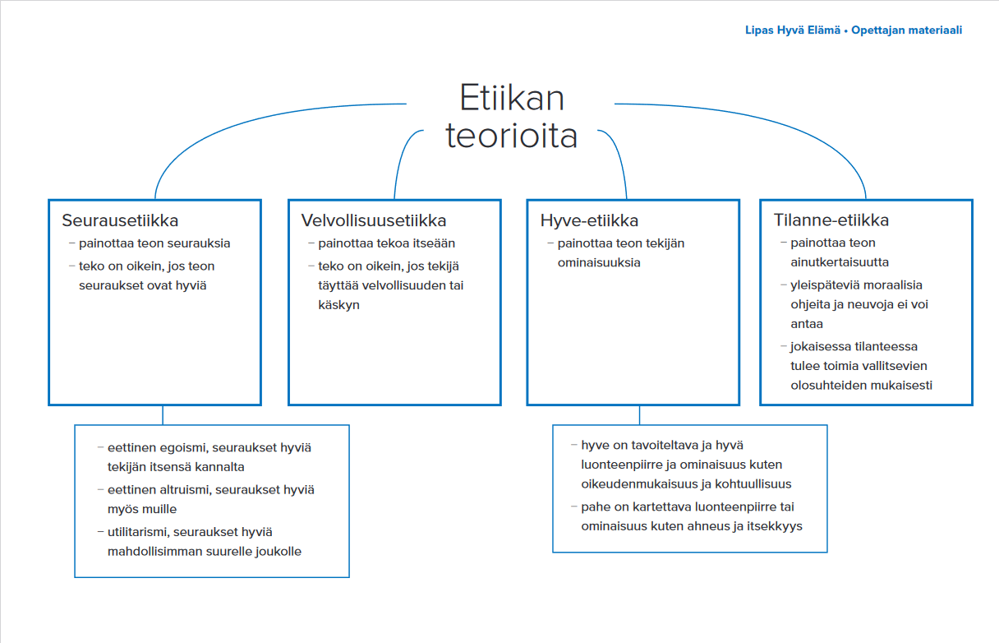 Lipas Hyvä Elämä • Opettajan materiaali
Etiikan
teorioita
Seurausetiikka
– painottaa teon seurauksia
– teko on oikein, jos teon
seuraukset ovat hyviä
Velvollisuusetiikka
– painottaa tekoa itseään
– teko on oikein, jos tekijä
täyttää velvollisuuden tai
käskyn
Hyve-etiikka
– painottaa teon tekijän
ominaisuuksia
Tilanne-etiikka
– painottaa teon
ainutkertaisuutta
– yleispäteviä moraalisia
ohjeita ja neuvoja ei voi
antaa
– jokaisessa tilanteessa
tulee toimia vallitsevien
olosuhteiden mukaisesti
– eettinen egoismi, seuraukset hyviä
tekijän itsensä kannalta
– eettinen altruismi, seuraukset hyviä
myös muille
– utilitarismi, seuraukset hyviä
mahdollisimman suurelle joukolle
– hyve on tavoiteltava ja hyvä
luonteenpiirre ja ominaisuus kuten
oikeudenmukaisuus ja kohtuullisuus
– pahe on kartettava luonteenpiirre tai
ominaisuus kuten ahneus ja itsekkyys